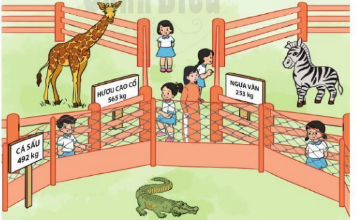 HƯƠU CAO CỔ
565 kg
NGỰA VẰN
253 kg
CÁ SẤU
492 kg